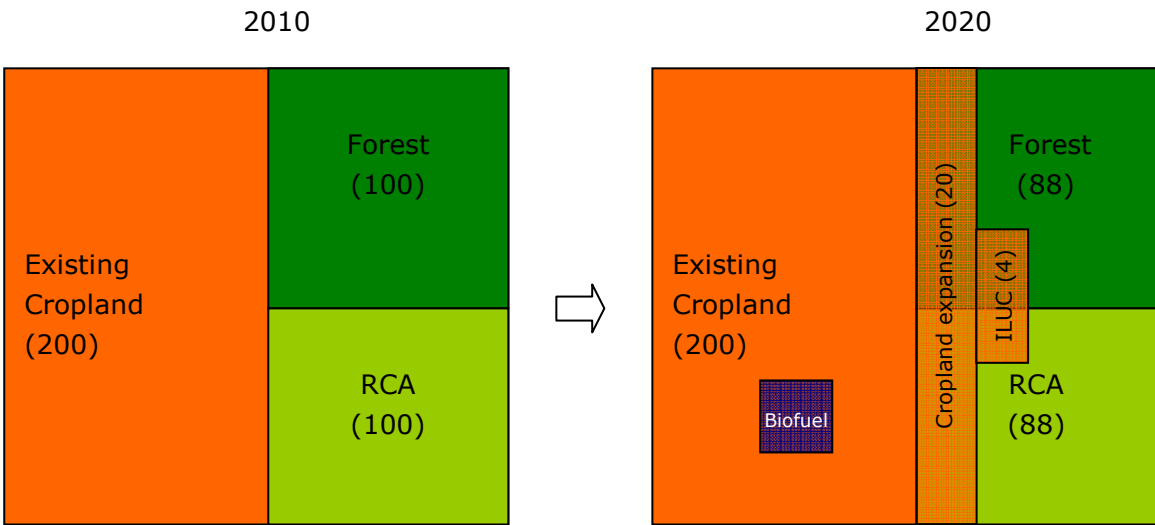 2010
Forest
(100)
Existing
Cropland
(200)
RCA
(100)
2020
Forest
(88)
Existing
Cropland
(200)
Cropland expansion (20)
ILUC (4)
RCA
(88)
Biofuel